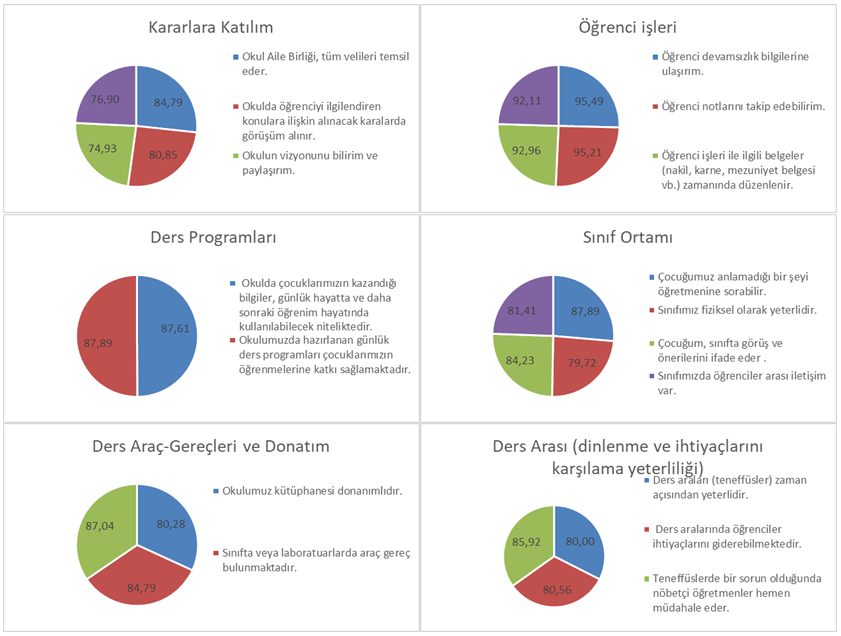 Kararlara Katılım
Okul Aile Birliği, tüm velileri temsil
eder.
Okulda öğrenciyi ilgilendiren
konulara ilişkin alınacak karalarda
görüşüm alınır.
Okulun vizyonunu bilirim ve
paylaşırım.
76,90
84,79
74,93
80,85
Öğrenci işleri
Öğrenci devamsızlık bilgilerine
ulaşırım.
Öğrenci notlarını takip edebilirim.
Öğrenci işleri ile ilgili belgeler
(nakil, karne, mezuniyet belgesi
vb.) zamanında düzenlenir.
92,11
95,49
92,96
95,21
Ders Programları
Okulda çocuklarımızın kazandığı
bilgiler, günlük hayatta ve daha
sonraki öğrenim hayatında
kullanılabilecek niteliktedir.
Okulumuzda hazırlanan günlük
ders programları çocuklarımızın
öğrenmelerine katkı sağlamaktadır.
87,89
87,61
Sınıf Ortamı
Çocuğumuz anlamadığı bir şeyi
öğretmenine sorabilir.
Sınıfımız fiziksel olarak yeterlidir.
Çocuğum, sınıfta görüş ve
önerilerini ifade eder .
Sınıfımızda öğrenciler arası iletişim
var.
81,41
87,89
84,23
79,72
Ders Araç-Gereçleri ve Donatım
Okulumuz kütüphanesi donanımlıdır.
Sınıfta veya laboratuarlarda araç gereç
bulunmaktadır.
87,04
80,28
84,79
Ders Arası (dinlenme ve ihtiyaçlarını
karşılama yeterliliği)
Ders araları (teneffüsler) zaman
açısından yeterlidir.
Ders aralarında öğrenciler
ihtiyaçlarını giderebilmektedir.
Teneffüslerde bir sorun olduğunda
nöbetçi öğretmenler hemen
müdahale eder.
85,92
80,00
80,56